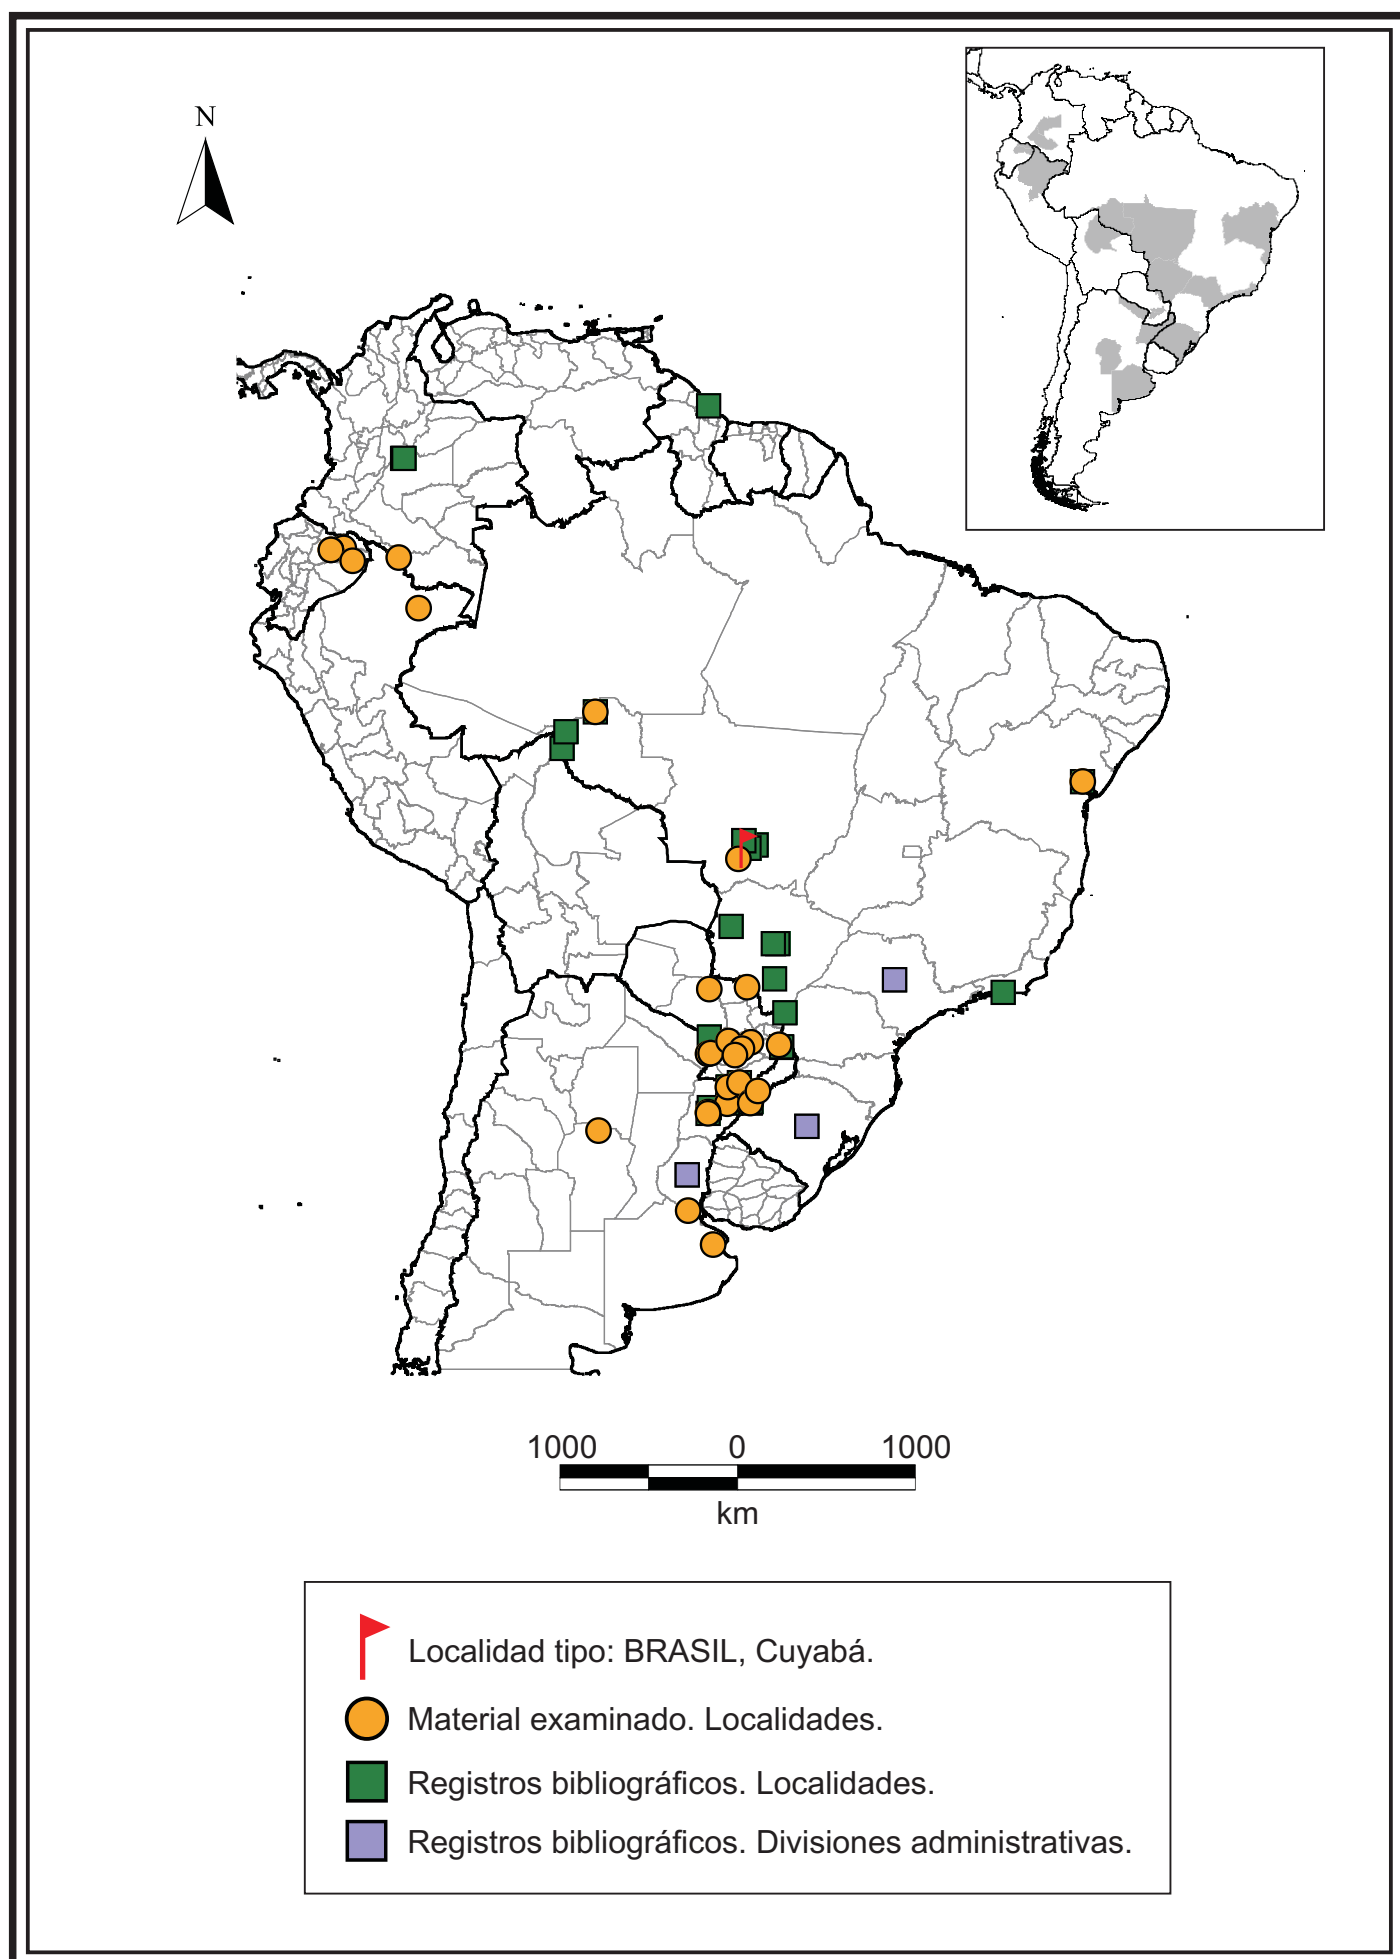 N
1000 0 1000
km
Localidad tipo: BRASIL, Cuyabá.
Material examinado. Localidades.
Registros bibliográficos. Localidades.
Registros bibliográficos. Divisiones administrativas.